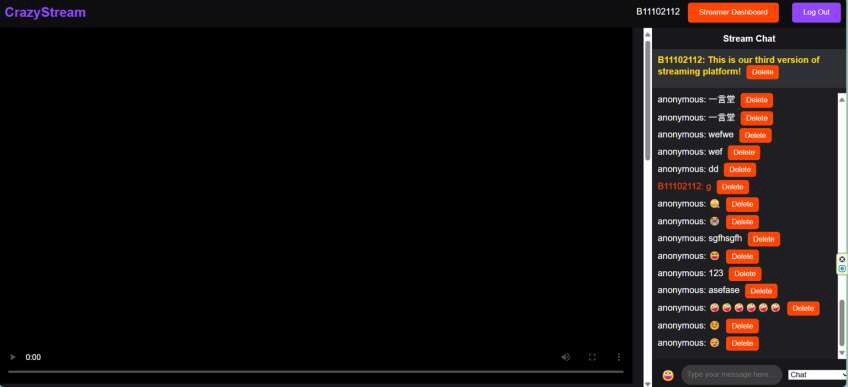 CrazyStream
B11102112 Streamer Dashboard Log Out
Stream Chat
B11102112: This is our third version of
streaming platform! Delete
anonymous: 一言堂 Delete
anonymous: 一言堂 Delete
anonymous: wefwe Delete
anonymous: wef Delete
anonymous: dd Delete
B11102112: g Delete
anonymous: Delete
anonymous: Delete
anonymous: sgfhsgfh Delete
anonymous: Delete
anonymous: 123 Delete
anonymous: asefase Delete
anonymous: Delete
anonymous: Delete
anonymous: Delete
0:00
Type your message here... Chat